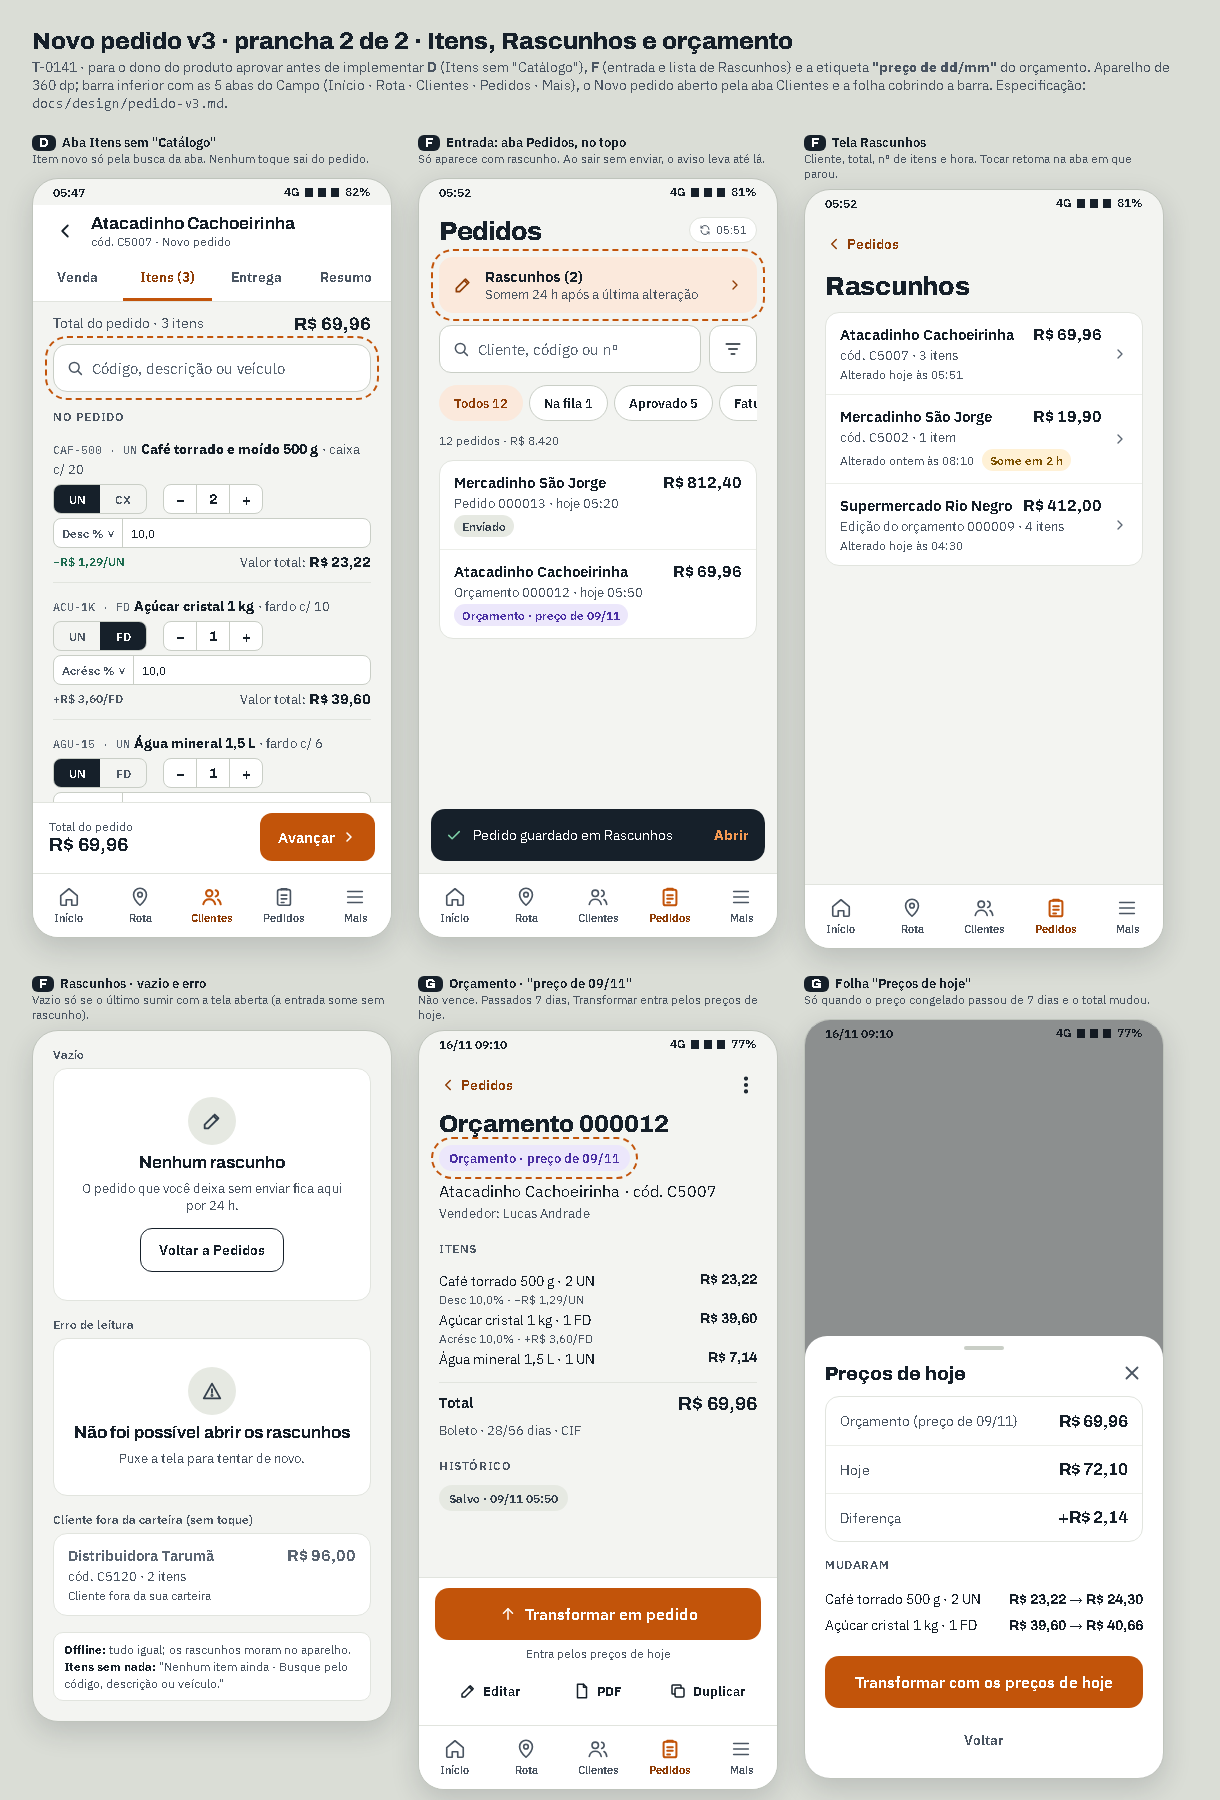 Novo pedido v3 · prancha 2 de 2 · Itens, Rascunhos e orçamento
T-0141 · para o dono do produto aprovar antes de implementar D (Itens sem "Catálogo"), F (entrada e lista de Rascunhos) e a etiqueta "preço de dd/mm" do orçamento. Aparelho de
360 dp; barra inferior com as 5 abas do Campo (Início · Rota · Clientes · Pedidos · Mais), o Novo pedido aberto pela aba Clientes e a folha cobrindo a barra. Especificação:
docs/design/pedido-v3.md.
D Aba Itens sem "Catálogo"
Item novo só pela busca da aba. Nenhum toque sai do pedido.
05:47 4G 82%
Atacadinho Cachoeirinha
cód. C5007 · Novo pedido
Venda Itens (3) Entrega Resumo
Total do pedido · 3 itens R$ 69,96
Código, descrição ou veículo
NO PEDIDO
CAF-500 · UN Café torrado e moído 500 g · caixa
c/ 20
UN CX − 2 +
Desc % ∨ 10,0
−R$ 1,29/UN Valor total: R$ 23,22
ACU-1K · FD Açúcar cristal 1 kg · fardo c/ 10
UN FD − 1 +
Acrésc % ∨ 10,0
+R$ 3,60/FD Valor total: R$ 39,60
AGU-15 · UN Água mineral 1,5 L · fardo c/ 6
UN FD − 1 +
Total do pedido
R$ 69,96
Avançar
Início Rota Clientes Pedidos Mais
F Entrada: aba Pedidos, no topo
Só aparece com rascunho. Ao sair sem enviar, o aviso leva até lá.
05:52 4G 81%
Pedidos 05:51
Rascunhos (2)
Somem 24 h após a última alteração
Cliente, código ou nº
Todos 12 Na fila 1 Aprovado 5 Fatu
12 pedidos · R$ 8.420
Mercadinho São Jorge R$ 812,40
Pedido 000013 · hoje 05:20
Enviado
Atacadinho Cachoeirinha R$ 69,96
Orçamento 000012 · hoje 05:50
Orçamento · preço de 09/11
Pedido guardado em Rascunhos Abrir
Início Rota Clientes Pedidos Mais
F Tela Rascunhos
Cliente, total, nº de itens e hora. Tocar retoma na aba em que
parou.
05:52 4G 81%
Pedidos
Rascunhos
Atacadinho Cachoeirinha R$ 69,96
cód. C5007 · 3 itens
Alterado hoje às 05:51
Mercadinho São Jorge R$ 19,90
cód. C5002 · 1 item
Alterado ontem às 08:10 Some em 2 h
Supermercado Rio Negro R$ 412,00
Edição do orçamento 000009 · 4 itens
Alterado hoje às 04:30
Início Rota Clientes Pedidos Mais
F Rascunhos · vazio e erro
Vazio só se o último sumir com a tela aberta (a entrada some sem
rascunho).
Vazio
Nenhum rascunho
O pedido que você deixa sem enviar fica aqui
por 24 h.
Voltar a Pedidos
Erro de leitura
Não foi possível abrir os rascunhos
Puxe a tela para tentar de novo.
Cliente fora da carteira (sem toque)
Distribuidora Tarumã R$ 96,00
cód. C5120 · 2 itens
Cliente fora da sua carteira
Offline: tudo igual; os rascunhos moram no aparelho.
Itens sem nada: "Nenhum item ainda · Busque pelo
código, descrição ou veículo."
G Orçamento · "preço de 09/11"
Não vence. Passados 7 dias, Transformar entra pelos preços de
hoje.
16/11 09:10 4G 77%
Pedidos
Orçamento 000012
Orçamento · preço de 09/11
Atacadinho Cachoeirinha · cód. C5007
Vendedor: Lucas Andrade
ITENS
Café torrado 500 g · 2 UN R$ 23,22
Desc 10,0% · −R$ 1,29/UN
Açúcar cristal 1 kg · 1 FD R$ 39,60
Acrésc 10,0% · +R$ 3,60/FD
Água mineral 1,5 L · 1 UN R$ 7,14
Total R$ 69,96
Boleto · 28/56 dias · CIF
HISTÓRICO
Salvo · 09/11 05:50
Transformar em pedido
Entra pelos preços de hoje
Editar PDF Duplicar
Início Rota Clientes Pedidos Mais
G Folha "Preços de hoje"
Só quando o preço congelado passou de 7 dias e o total mudou.
16/11 09:10 4G 77%
Preços de hoje
Orçamento (preço de 09/11) R$ 69,96
Hoje R$ 72,10
Diferença +R$ 2,14
MUDARAM
Café torrado 500 g · 2 UN R$ 23,22 → R$ 24,30
Açúcar cristal 1 kg · 1 FD R$ 39,60 → R$ 40,66
Transformar com os preços de hoje
Voltar